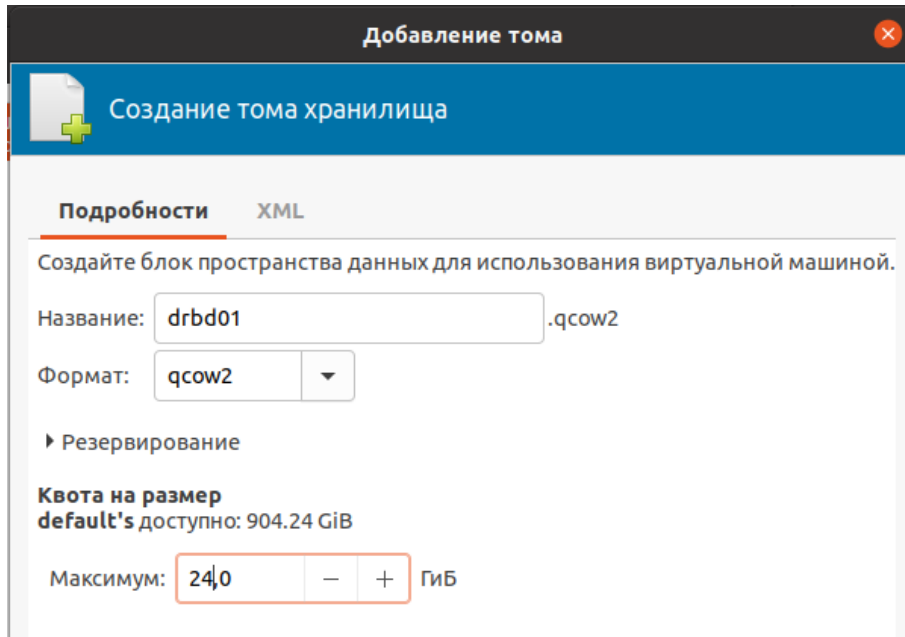 Добавление тома
Создание тома хранилища
Подробности XML
Создайте блок пространства данных для использования виртуальной машиной.
Название: drbd01 .qcow2
Формат: qcow2
Резервирование
Квота на размер
default's доступно: 904.24 GiB
Максимум: 24,0 − + ГиБ